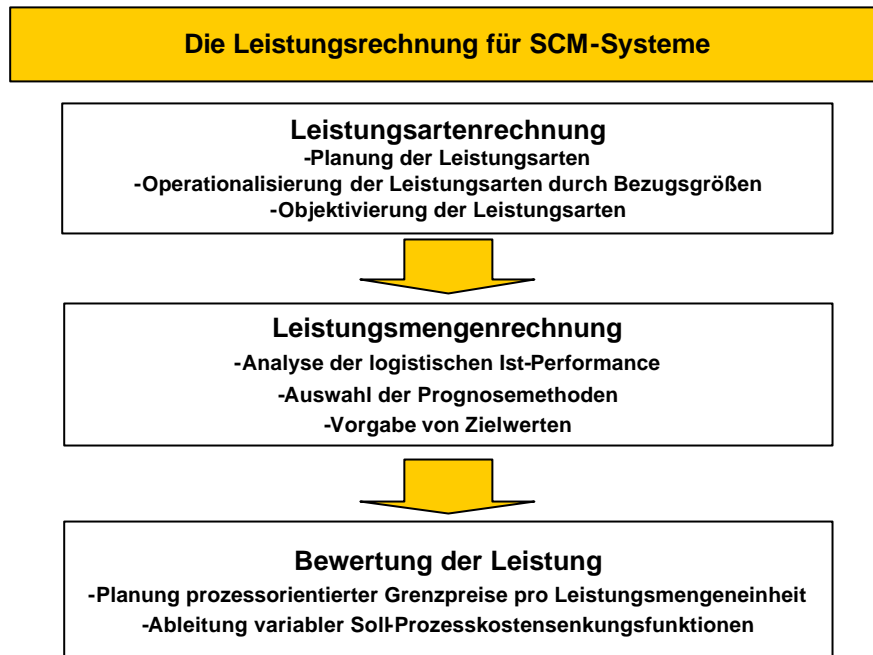 Die Leistungsrechnung für SCM-Systeme
Leistungsartenrechnung
-Planung der Leistungsarten
-Operationalisierung der Leistungsarten durch Bezugsgrößen
-Objektivierung der Leistungsarten
Leistungsmengenrechnung
-Analyse der logistischen Ist-Performance
-Auswahl der Prognosemethoden
-Vorgabe von Zielwerten
Bewertung der Leistung
-Planung prozessorientierter Grenzpreise pro Leistungsmengeneinheit
-Ableitung variabler Soll-Prozesskostensenkungsfunktionen